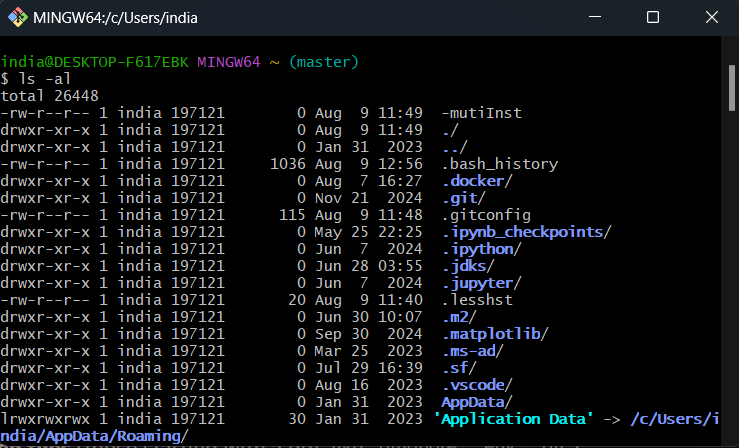 MINGW64:/c/Users/india
india@DESKTOP-F617EBK MINGW64 ~ (master)
$ ls -al
total 26448
-rw-r--r-- 1 india 197121        0 Aug  9 11:49  -mutiInst
drwxr-xr-x 1 india 197121        0 Aug  9 11:49  ./
drwxr-xr-x 1 india 197121        0 Jan 31  2023  ../
-rw-r--r-- 1 india 197121     1036 Aug  9 12:56  .bash_history
drwxr-xr-x 1 india 197121        0 Aug  7 16:27  .docker/
drwxr-xr-x 1 india 197121        0 Nov 21  2024  .git/
-rw-r--r-- 1 india 197121      115 Aug  9 11:48  .gitconfig
drwxr-xr-x 1 india 197121        0 May 25 22:25  .ipynb_checkpoints/
drwxr-xr-x 1 india 197121        0 Jun  7  2024  .ipython/
drwxr-xr-x 1 india 197121        0 Jun 28 03:55  .jdks/
drwxr-xr-x 1 india 197121        0 Jun  7  2024  .jupyter/
-rw-r--r-- 1 india 197121       20 Aug  9 11:40  .lesshst
drwxr-xr-x 1 india 197121        0 Jun 30 10:07  .m2/
drwxr-xr-x 1 india 197121        0 Sep 30  2024  .matplotlib/
drwxr-xr-x 1 india 197121        0 Mar 25  2023  .ms-ad/
drwxr-xr-x 1 india 197121        0 Jul 29 16:39  .sf/
drwxr-xr-x 1 india 197121        0 Aug 16  2023  .vscode/
drwxr-xr-x 1 india 197121        0 Jan 31  2023  AppData/
lrwxrwxrwx 1 india 197121       30 Jan 31  2023 'Application Data' -> /c/Users/i
ndia/AppData/Roaming/